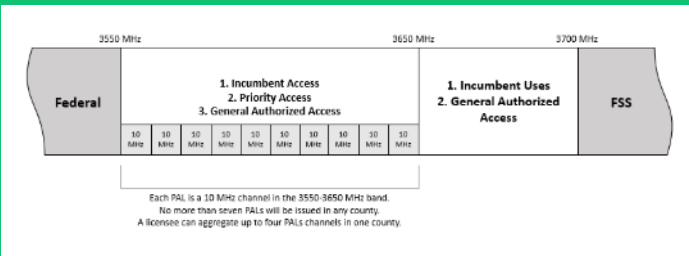 3550 MHz
3650 MHz
3700 MHz
Federal
1. Incumbent Access
2. Priority Access
3. General Authorized Access
10 MHz
10 MHz
10 MHz
10 MHz
10 MHz
10 MHz
10 MHz
10 MHz
10 MHz
10 MHz
1. Incumbent Uses
2. General Authorized
Access
FSS
Each PAL is a 10 MHz channel in the 3550-3650 MHz band.
No more than seven PALs will be issued in any county.
A licensee can aggregate up to four PALs channels in one county.